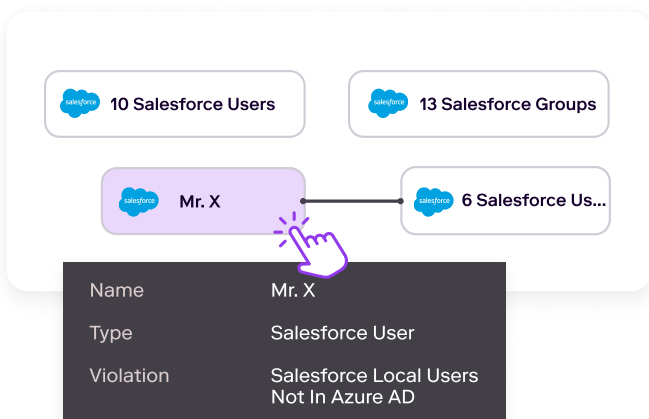 salesforce 10 Salesforce Users
salesforce 13 Salesforce Groups
salesforce Mr. X
salesforce 6 Salesforce Us...
Name Mr. X
Type Salesforce User
Violation Salesforce Local Users
Not In Azure AD